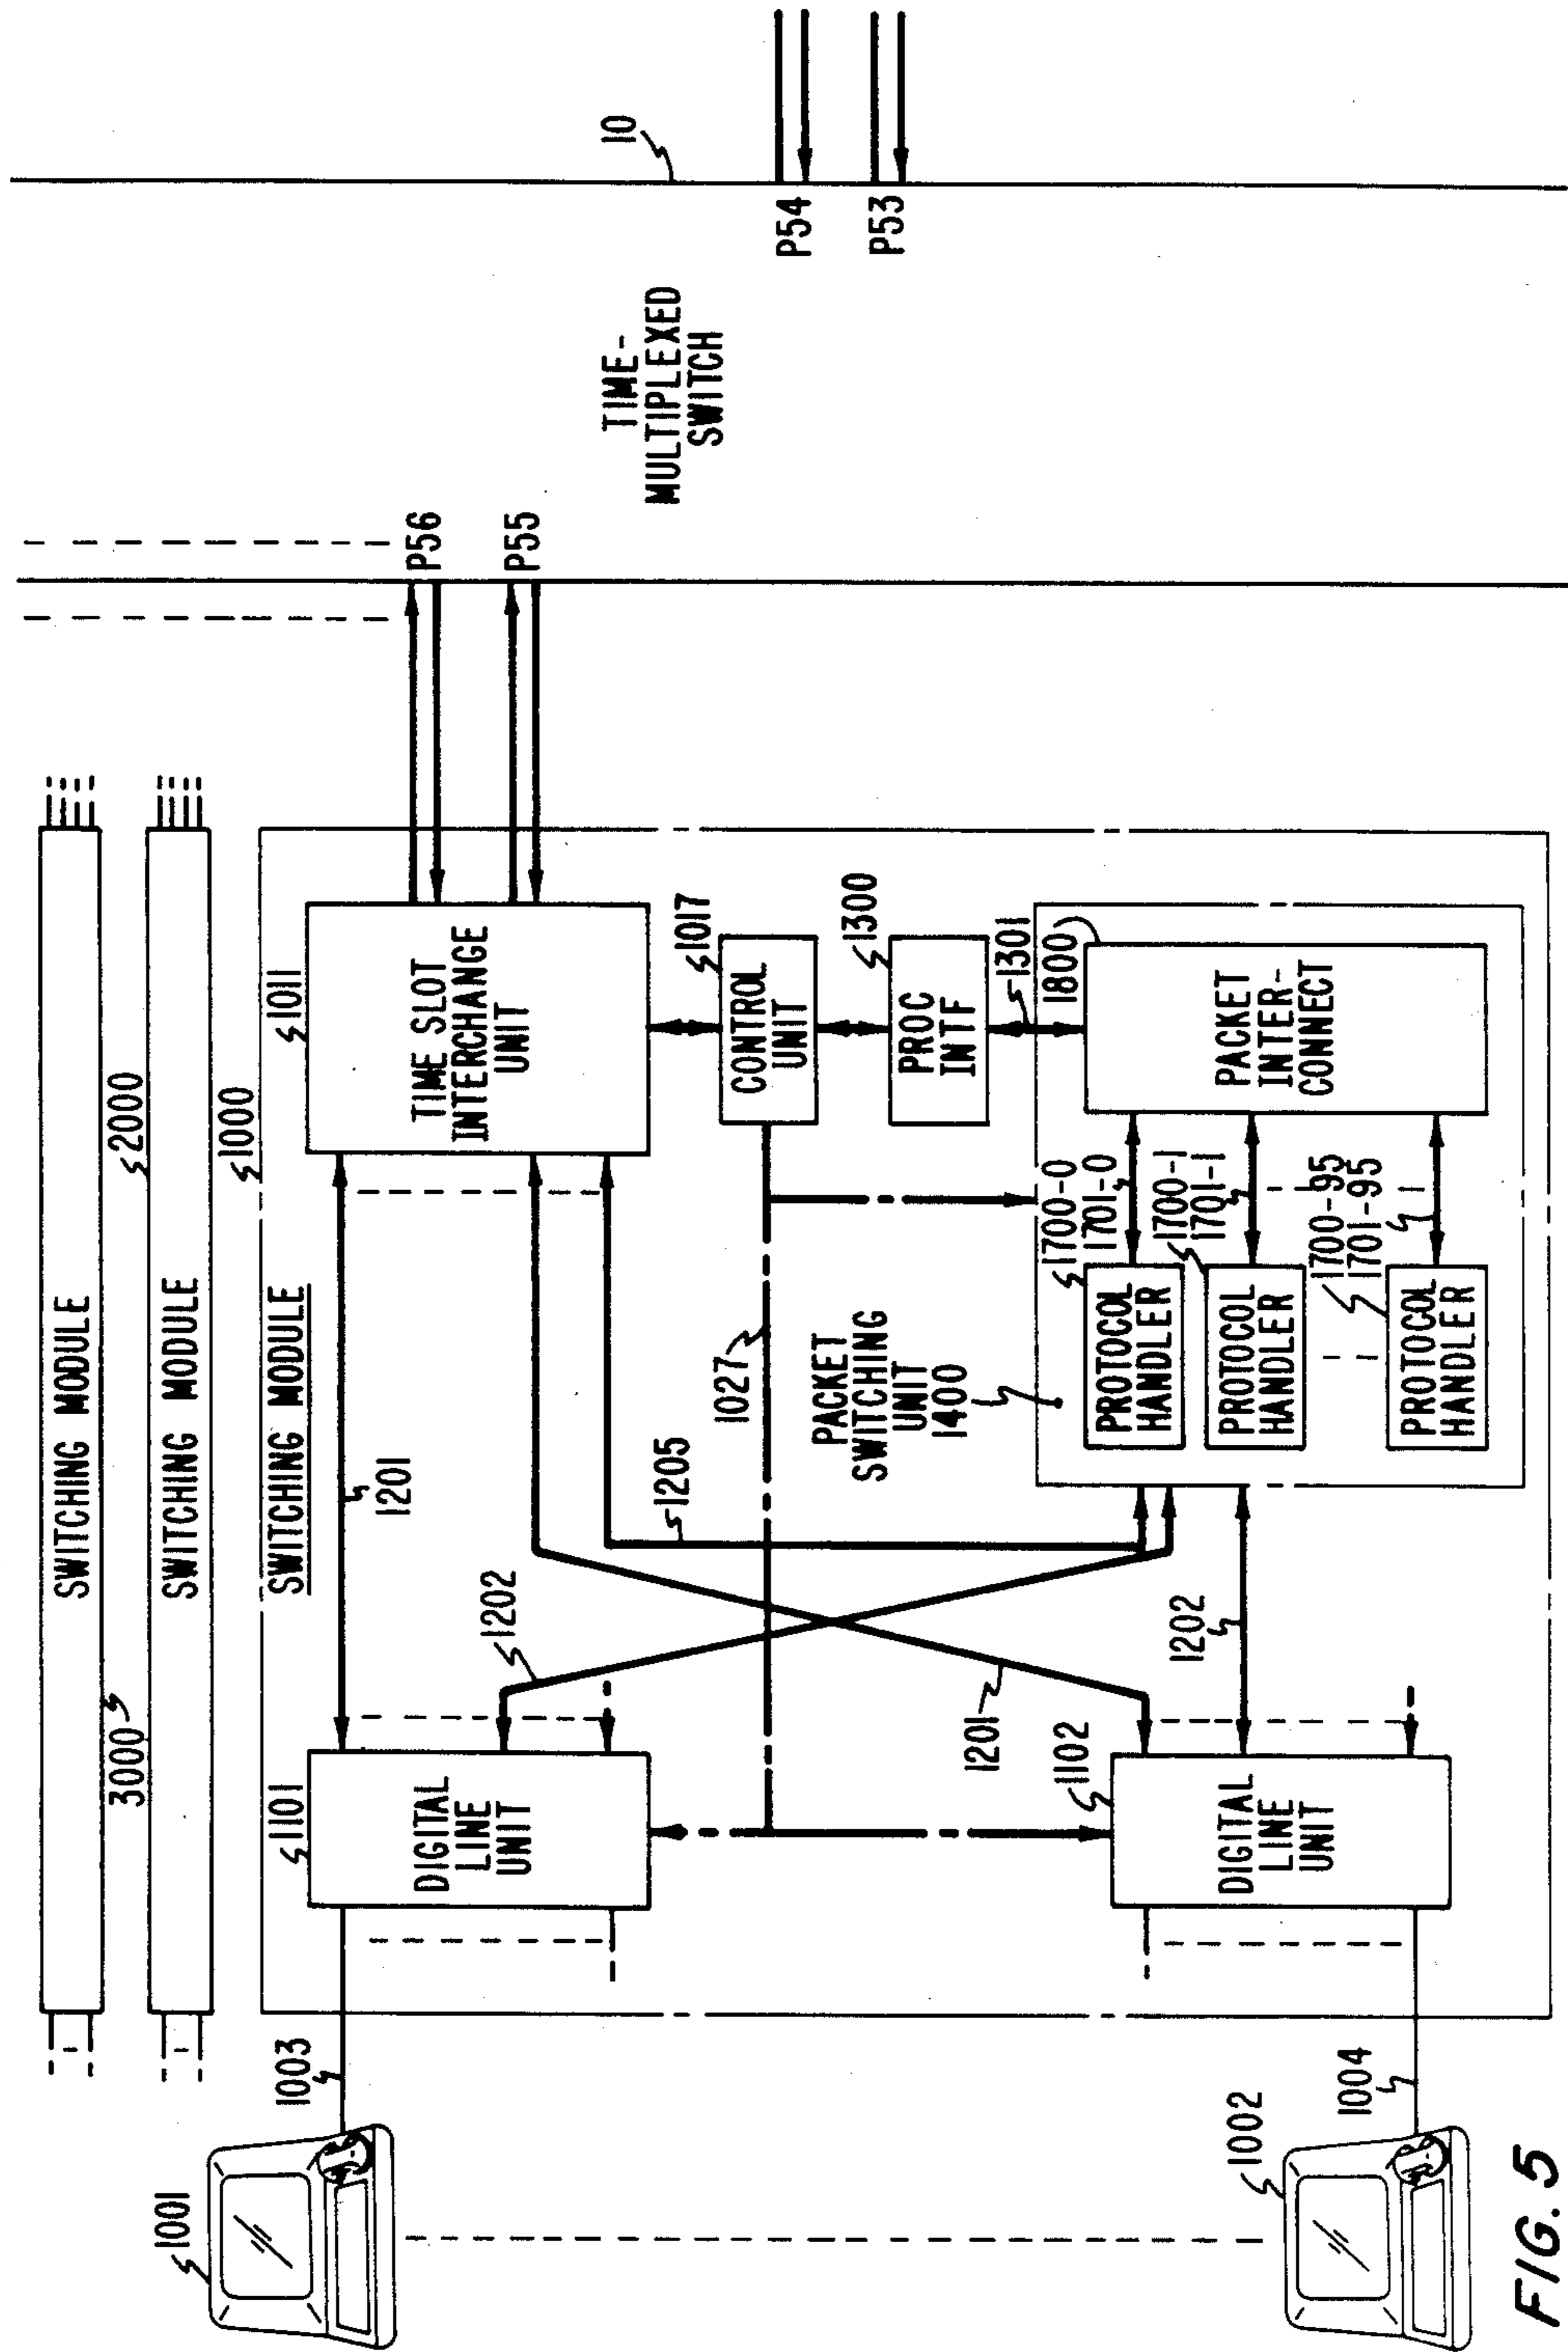 SWITCHING MODULE
3000
2000
SWITCHING MODULE
1000
SWITCHING MODULE
1001
1003
1101
DIGITAL
LINE
UNIT
1201
1011
TIME SLOT
INTERCHANGE
UNIT
P56
P55
1202
1205
1027
1017
CONTROL
UNIT
1300
PROC
INTF
1301
TIME-
MULTIPLEXED
SWITCH
10
P54
P53
1201
1102
DIGITAL
LINE
UNIT
1202
PACKET
SWITCHING
UNIT
1400
1700-0
1701-0
PROTOCOL
HANDLER
1700-1
1701-1
PROTOCOL
HANDLER
1700-95
1701-95
PROTOCOL
HANDLER
1800
PACKET
INTER-
CONNECT
1002
1004
FIG. 5